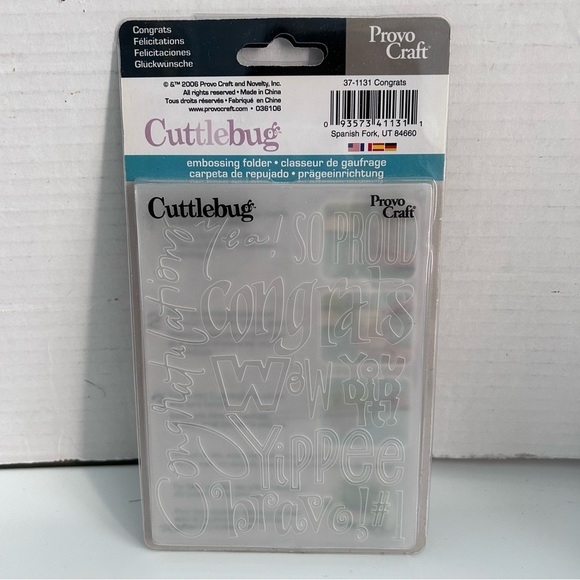 Congrats
Félicitations
Felicitaciones
Glückwünsche
Provo
Craft®
© &™ 2006 Provo Craft and Novelty, Inc.
All rights reserved • Made in China
Tous droits réservés • Fabriqué en Chine
www.provocraft.com • 036106
37-1131 Congrats
0 93573 41131 1
Spanish Fork, UT 84660
Cuttlebug
embossing folder • classeur de gaufrage
carpeta de repujado • prägeeinrichtung
Cuttlebug
Provo
Craft®
Congratulations
Yea! SO PROUD
congrats
WOW
YOU
DID
IT!
Yippee
bravo! #1